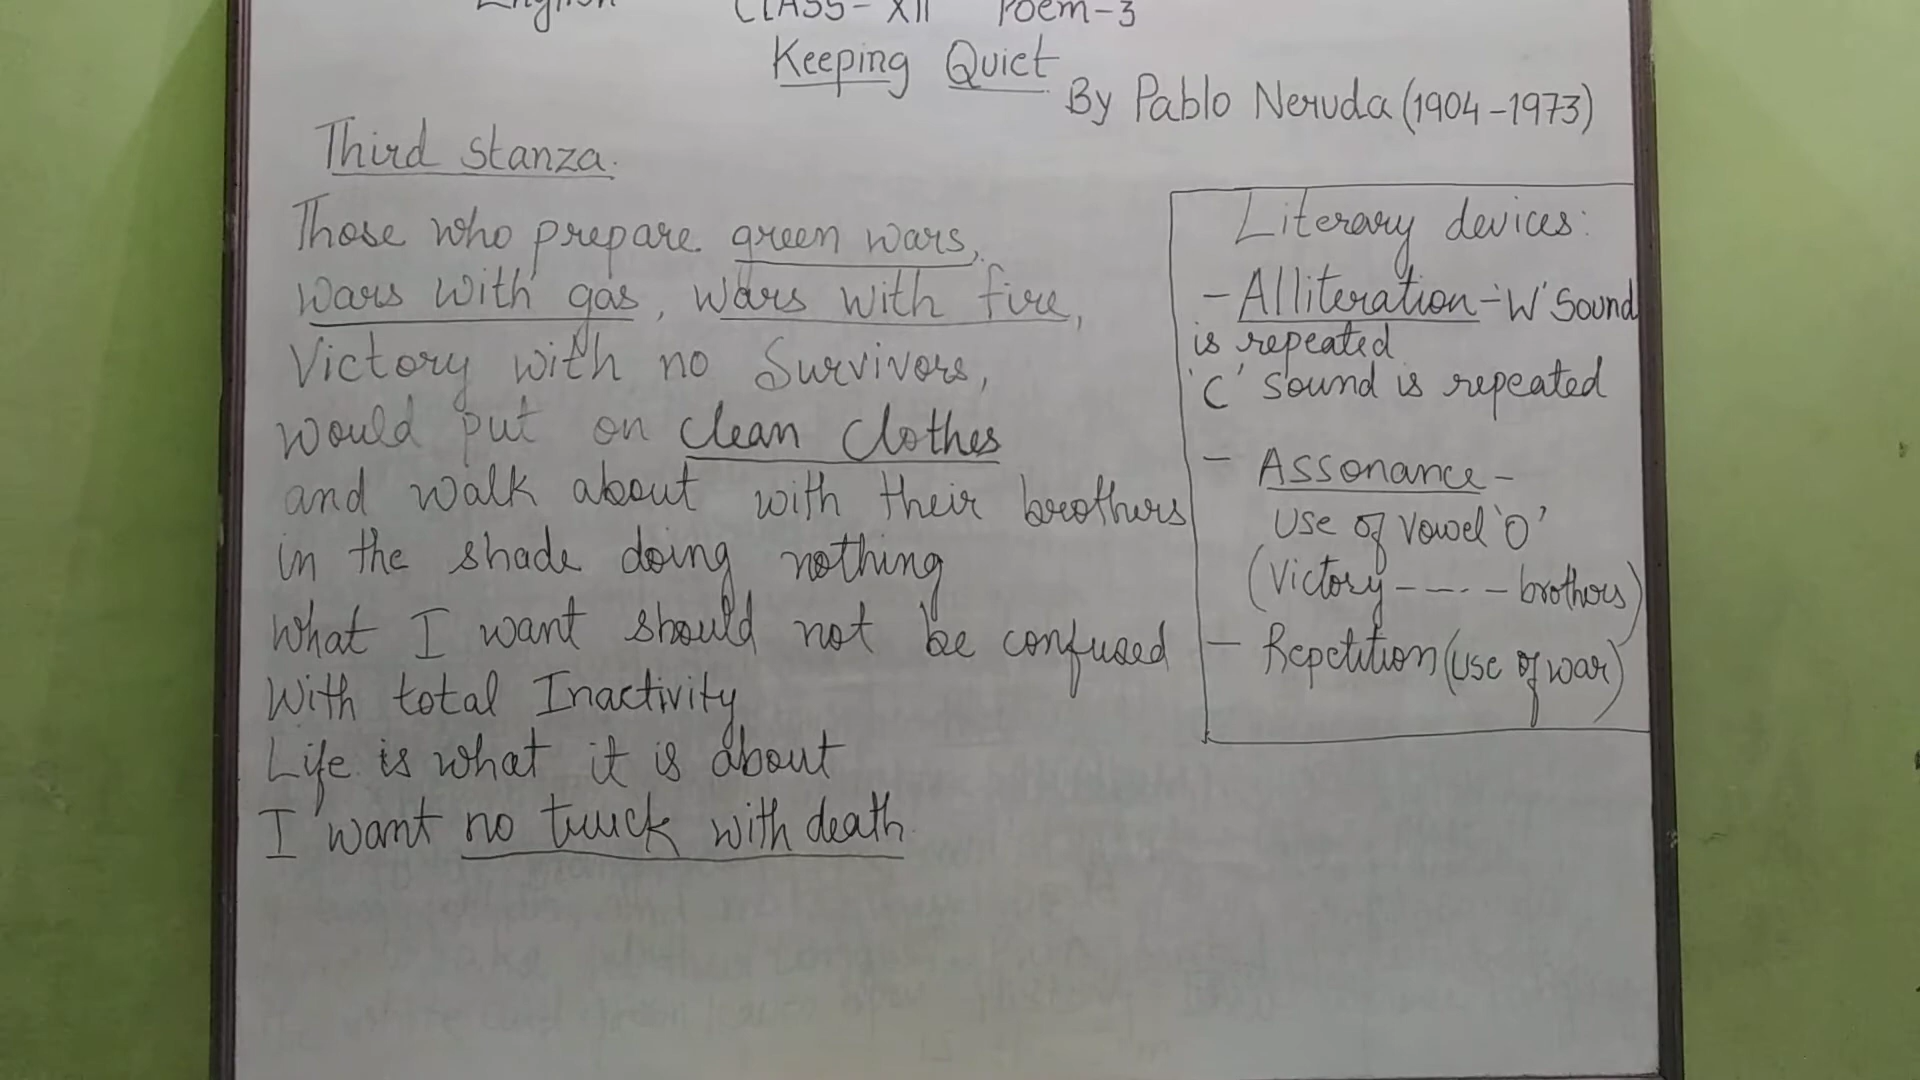 English CLASS-XII Poem-3
Keeping Quiet
By Pablo Neruda (1904-1973)
Third stanza.
Those who prepare green wars,
wars with gas, wars with fire,
Victory with no Survivors,
would put on clean clothes
and walk about with their brothers
in the shade doing nothing
What I want should not be confused
With total Inactivity
Life is what it is about
I want no truck with death
Literary devices:
- Alliteration - 'W' Sound
is repeated
'C' sound is repeated
- Assonance -
Use of vowel 'O'
(Victory ---- - brothers)
- Repetition (use of war)